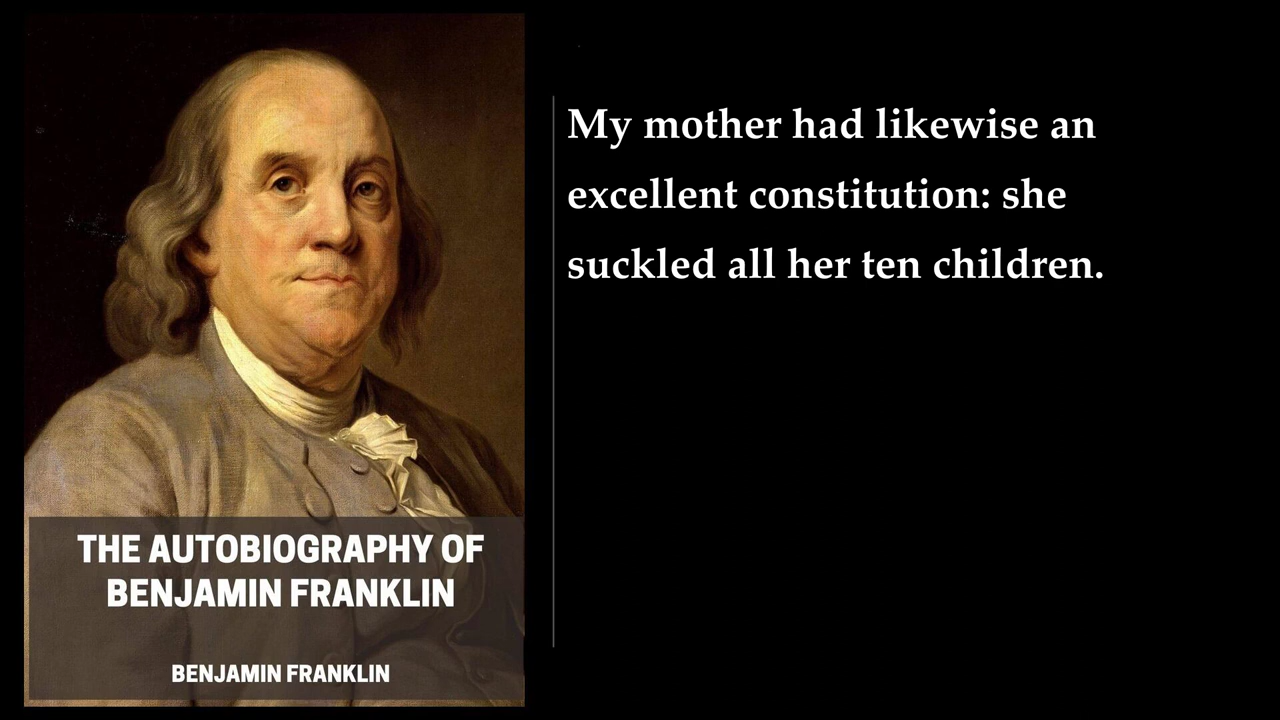 THE AUTOBIOGRAPHY OF
BENJAMIN FRANKLIN
BENJAMIN FRANKLIN
My mother had likewise an
excellent constitution: she
suckled all her ten children.